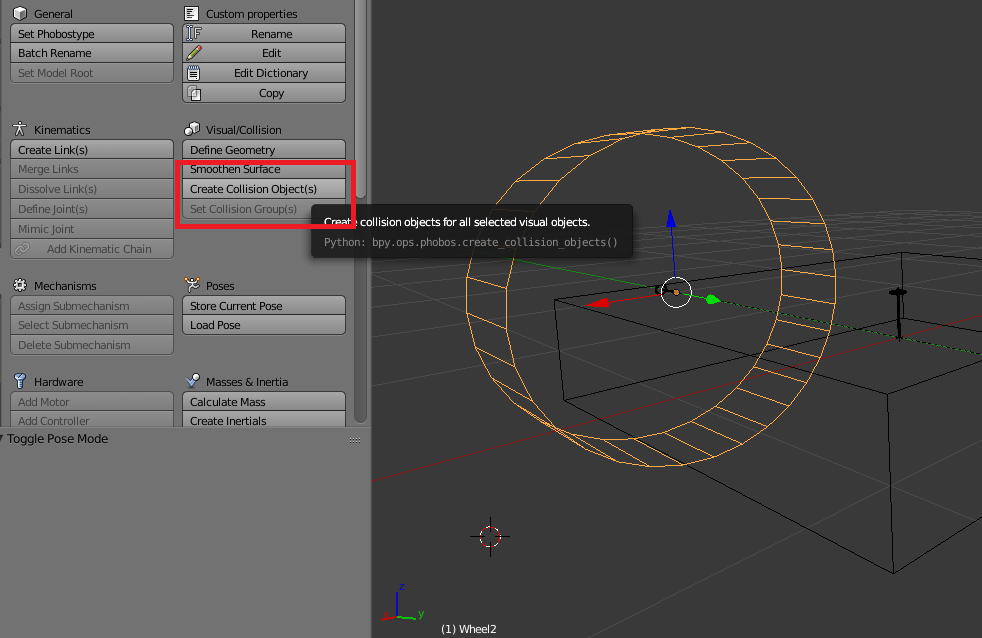 General
Set Phobostype
Batch Rename
Set Model Root
Custom properties
Rename
Edit
Edit Dictionary
Copy
Kinematics
Create Link(s)
Merge Links
Dissolve Link(s)
Define Joint(s)
Mimic Joint
Add Kinematic Chain
Visual/Collision
Define Geometry
Smoothen Surface
Create Collision Object(s)
Set Collision Group(s)
Create collision objects for all selected visual objects.
Python: bpy.ops.phobos.create_collision_objects()
Mechanisms
Assign Submechanism
Select Submechanism
Delete Submechanism
Poses
Store Current Pose
Load Pose
Hardware
Add Motor
Add Controller
Masses & Inertia
Calculate Mass
Create Inertials
Toggle Pose Mode
z
x
y
(1) Wheel2